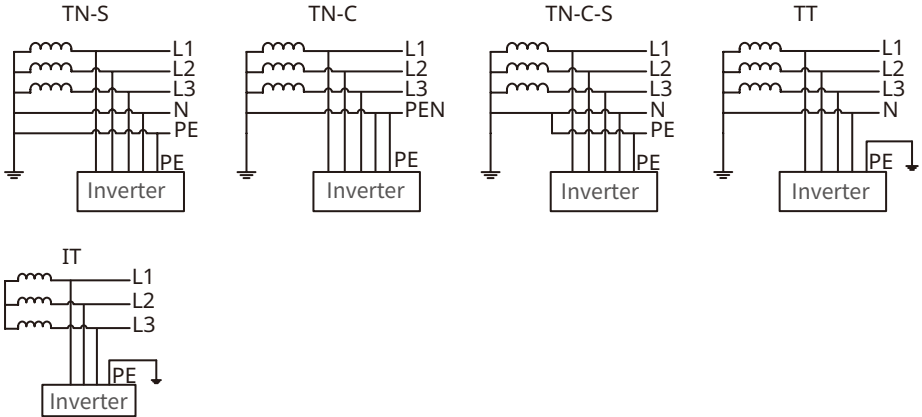 TN-S
TN-C
TN-C-S
TT
L1
L2
L3
N
PE
PE
Inverter
L1
L2
L3
PEN
PE
Inverter
L1
L2
L3
N
PE
PE
Inverter
L1
L2
L3
N
PE
Inverter
IT
L1
L2
L3
PE
Inverter